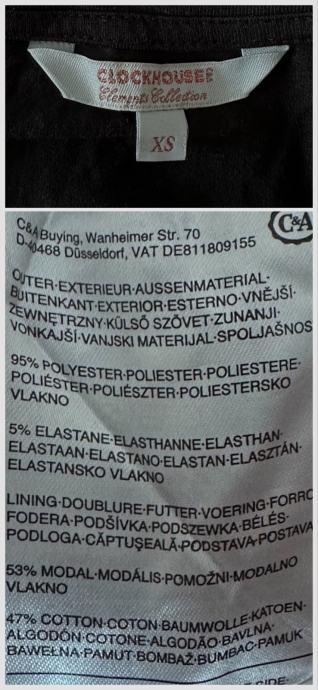 CLOCKHOUSE
Elements Collection
XS
C&A
C&A Buying, Wanheimer Str. 70
D-40468 Düsseldorf, VAT DE811809155
OUTER·EXTERIEUR·AUSSENMATERIAL·
BUITENKANT·EXTERIOR·ESTERNO·VNĚJŠÍ·
ZEWNĘTRZNY·KÜLSŐ SZÖVET·ZUNANJI·
VONKAJŠÍ·VANJSKI MATERIJAL·SPOLJAŠNOS
95% POLYESTER·POLIESTER·POLIESTERE·
POLIÉSTER·POLIÉSZTER·POLIESTERSKO
VLAKNO
5% ELASTANE·ELASTHANNE·ELASTHAN·
ELASTAAN·ELASTANO·ELASTAN·ELASZTÁN·
ELASTANSKO VLAKNO
LINING·DOUBLURE·FUTTER·VOERING·FORRO
FODERA·PODŠÍVKA·PODSZEWKA·BÉLÉS·
PODLOGA·CĂPTUŞEALĂ·PODSTAVA·POSTAVA
53% MODAL·MODÁLIS·POMOŽNI·MODALNO
VLAKNO
47% COTTON·COTON·BAUMWOLLE·KATOEN·
ALGODÓN·COTONE·ALGODÃO·BAVLNA·
BAWEŁNA·PAMUT·BOMBAŽ·BUMBAC·PAMUK
SIDE·